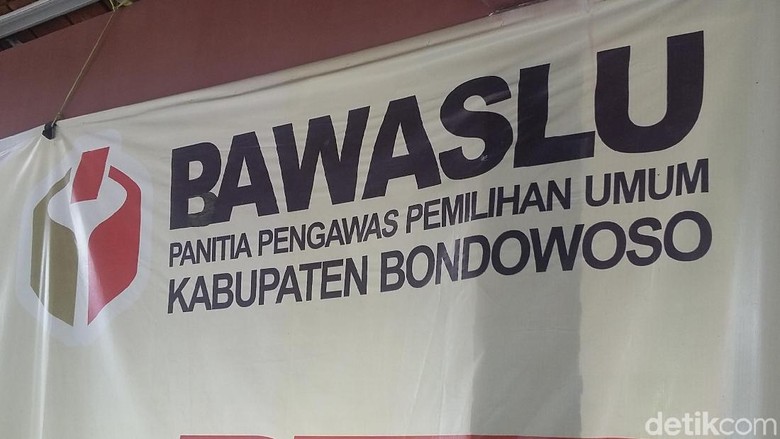 BAWASLU
PANITIA PENGAWAS PEMILIHAN UMUM
KABUPATEN BONDOWOSO
detikcom